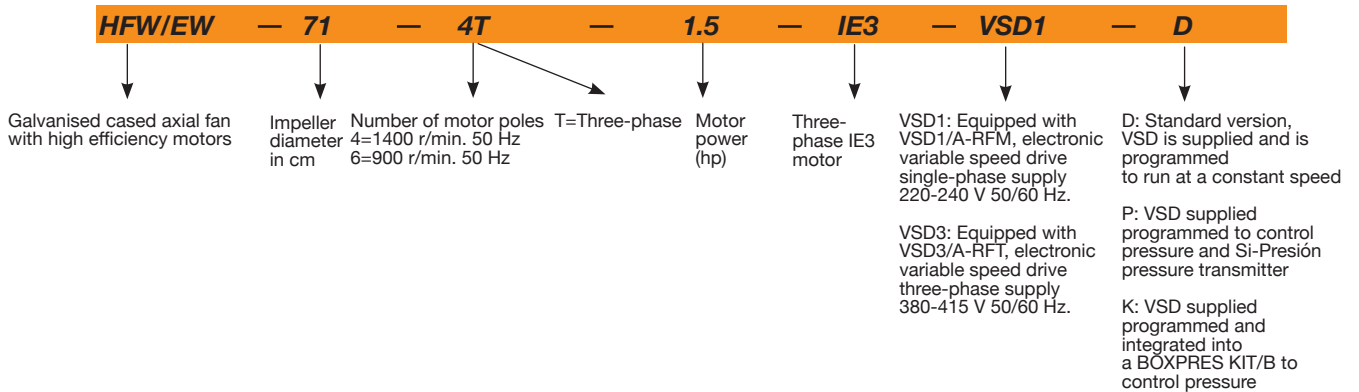 HFW/EW — 71 — 4T — 1.5 — IE3 — VSD1 — D
Galvanised cased axial fan
with high efficiency motors
Impeller
diameter
in cm
Number of motor poles
4=1400 r/min. 50 Hz
6=900 r/min. 50 Hz
T=Three-phase
Motor
power
(hp)
Three-
phase IE3
motor
VSD1: Equipped with
VSD1/A-RFM, electronic
variable speed drive
single-phase supply
220-240 V 50/60 Hz.
VSD3: Equipped with
VSD3/A-RFT, electronic
variable speed drive
three-phase supply
380-415 V 50/60 Hz.
D: Standard version,
VSD is supplied and is
programmed
to run at a constant speed
P: VSD supplied
programmed to control
pressure and Si-Presión
pressure transmitter
K: VSD supplied
programmed and
integrated into
a BOXPRES KIT/B to
control pressure